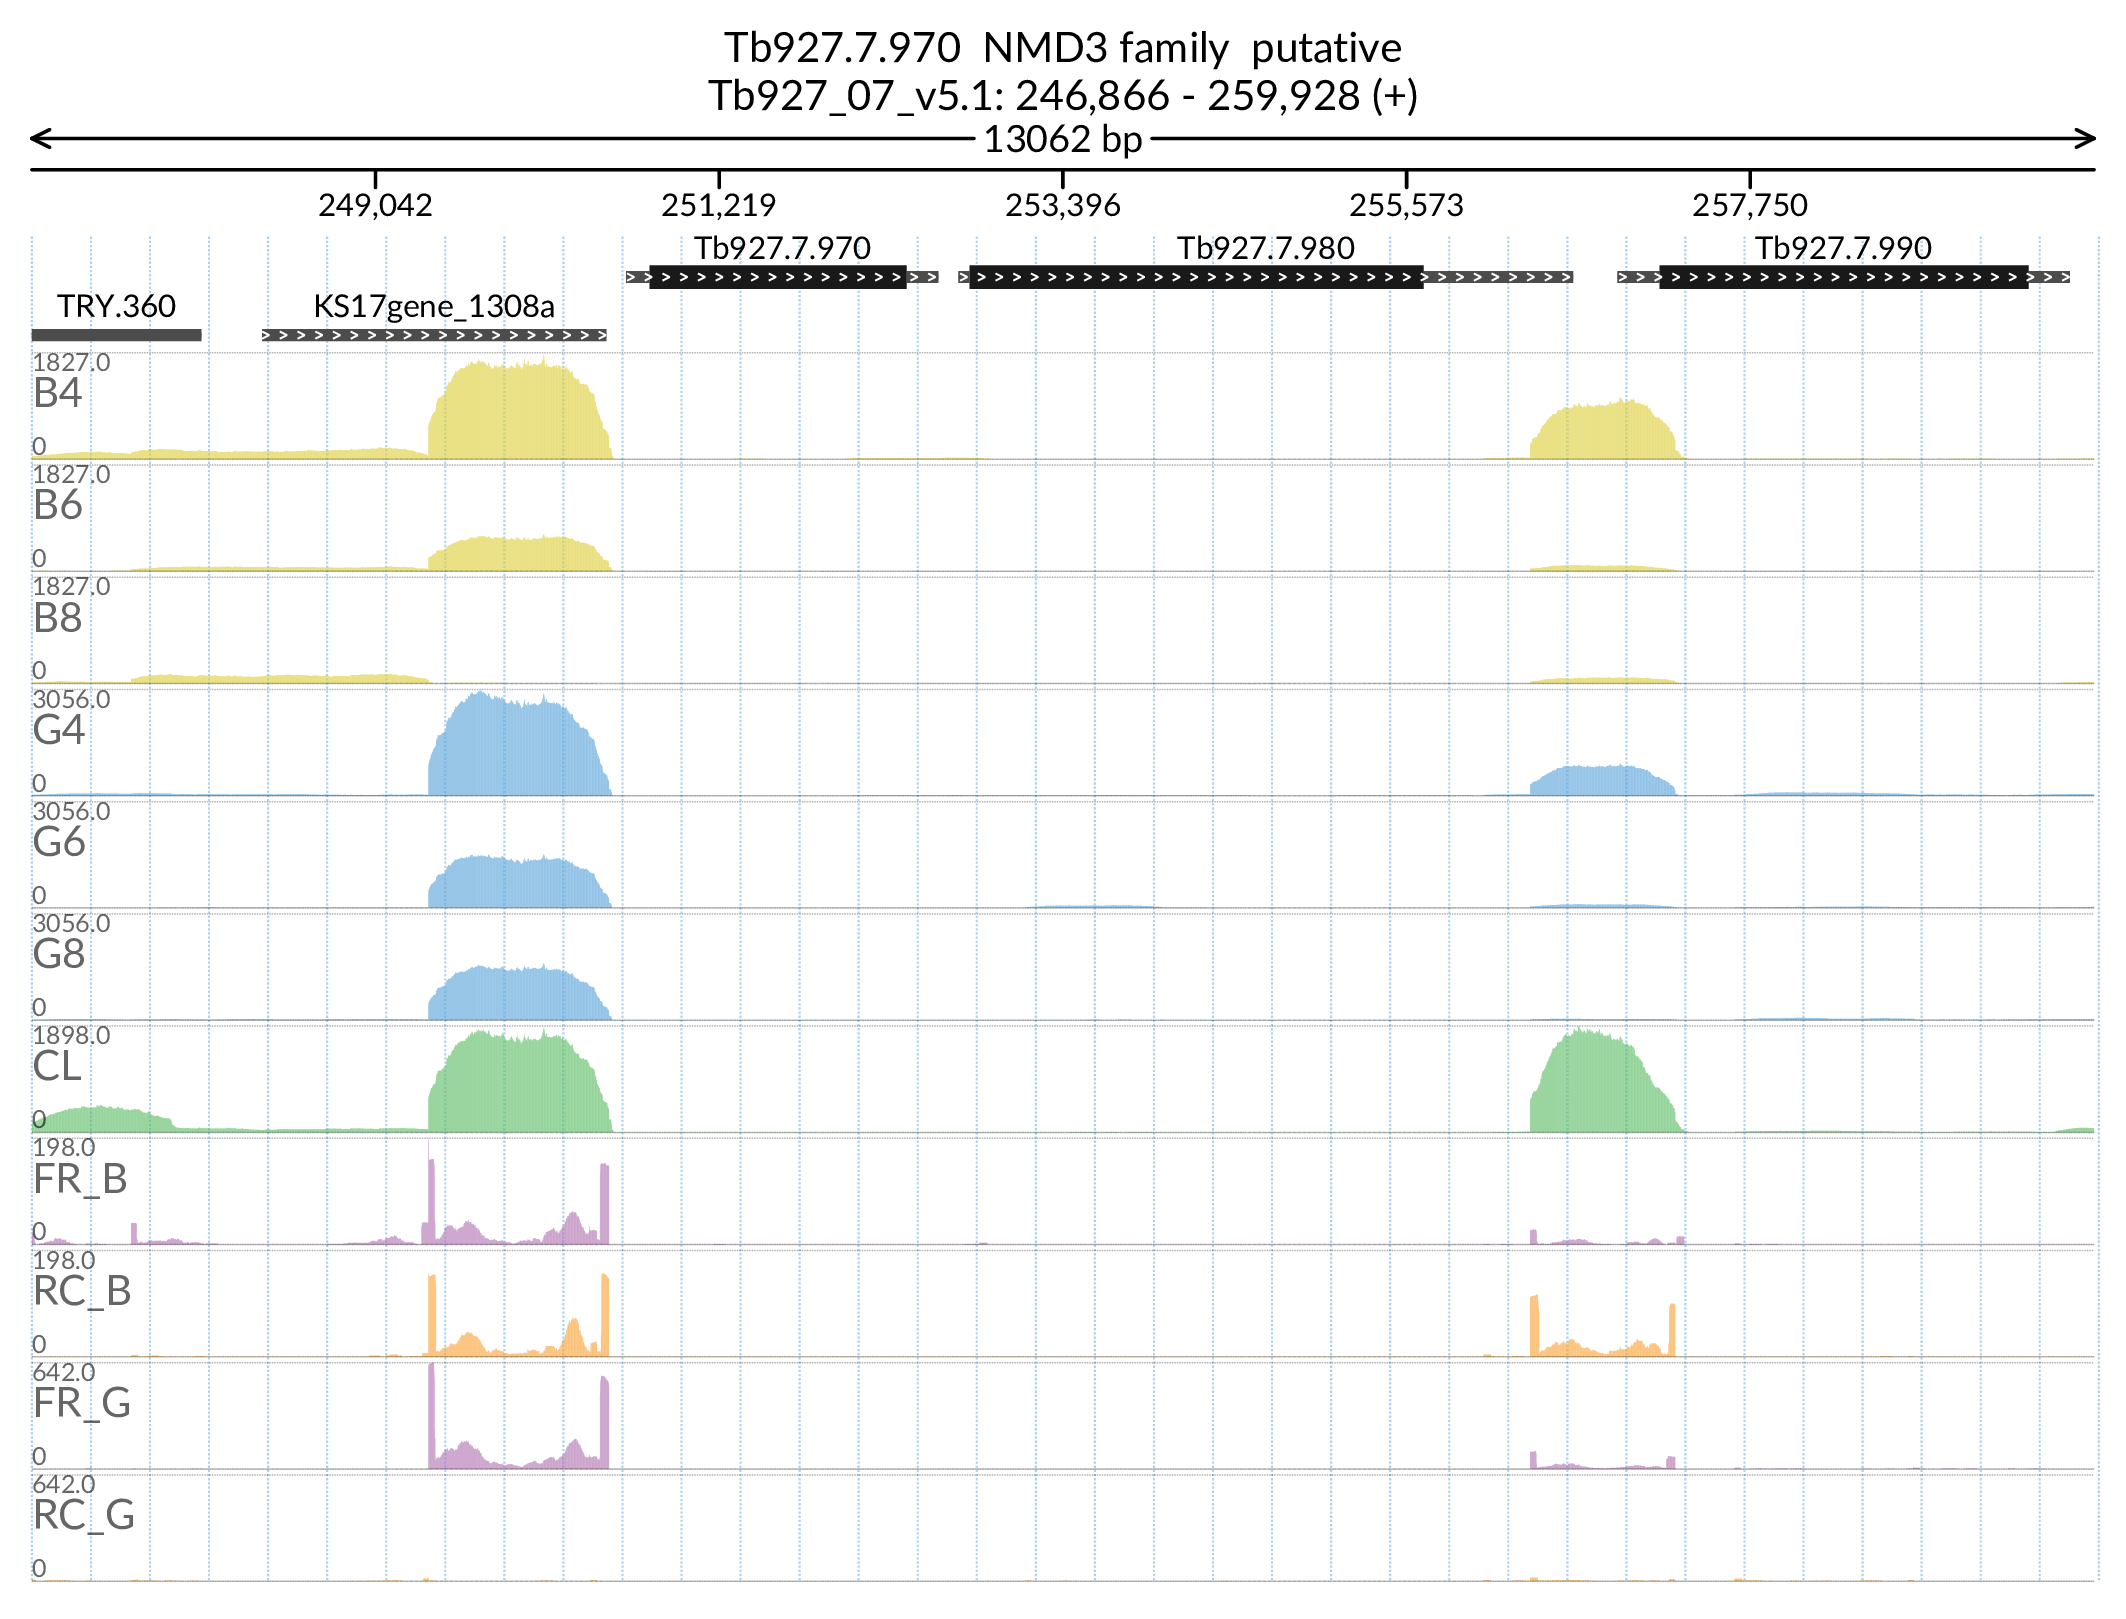 Tb927.7.970  NMD3 family  putative
Tb927_07_v5.1: 246,866 - 259,928 (+)
13062 bp
249,042 251,219 253,396 255,573 257,750
Tb927.7.970 Tb927.7.980 Tb927.7.990
TRY.360 KS17gene_1308a
1827.0
B4
0
1827.0
B6
0
1827.0
B8
0
3056.0
G4
0
3056.0
G6
0
3056.0
G8
0
1898.0
CL
0
198.0
FR_B
0
198.0
RC_B
0
642.0
FR_G
0
642.0
RC_G
0